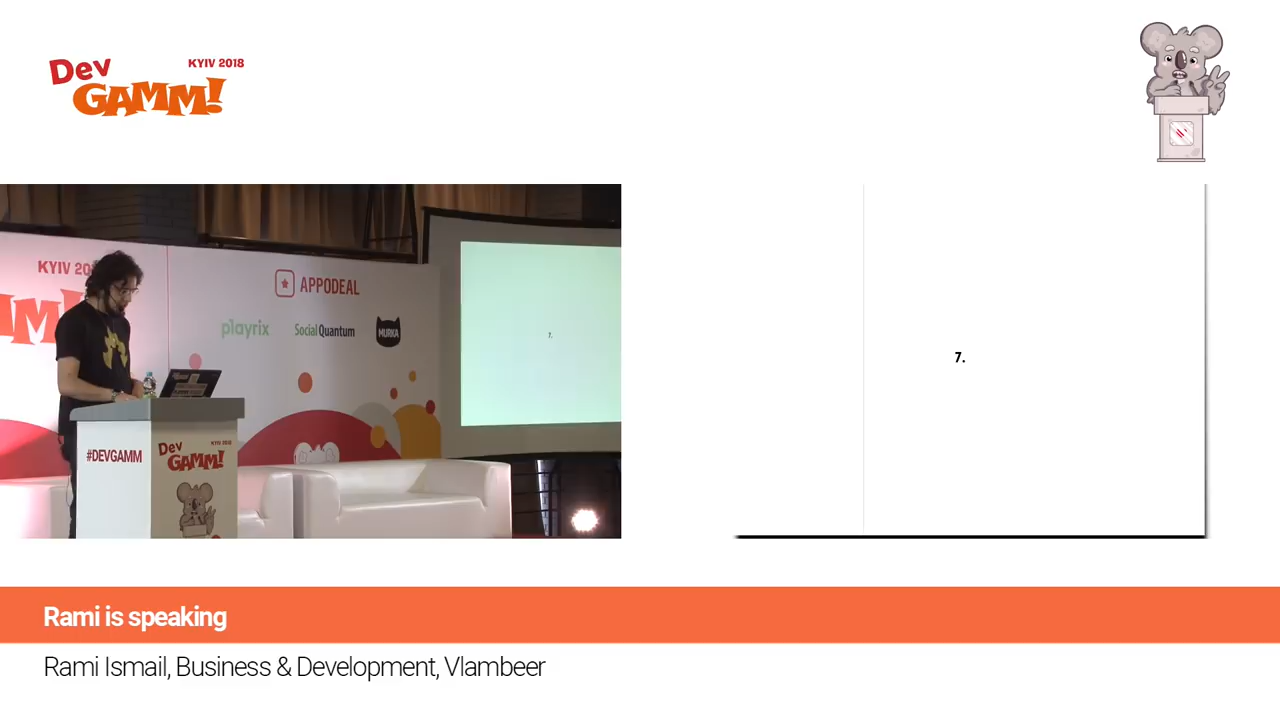 Dev
GAMM!
KYIV 2018
KYIV 20
APPODEAL
playrix
Social Quantum
MURKA
7.
7.
#DEVGAMM
Dev
GAMM!
KYIV 2018
Rami is speaking
Rami Ismail, Business & Development, Vlambeer